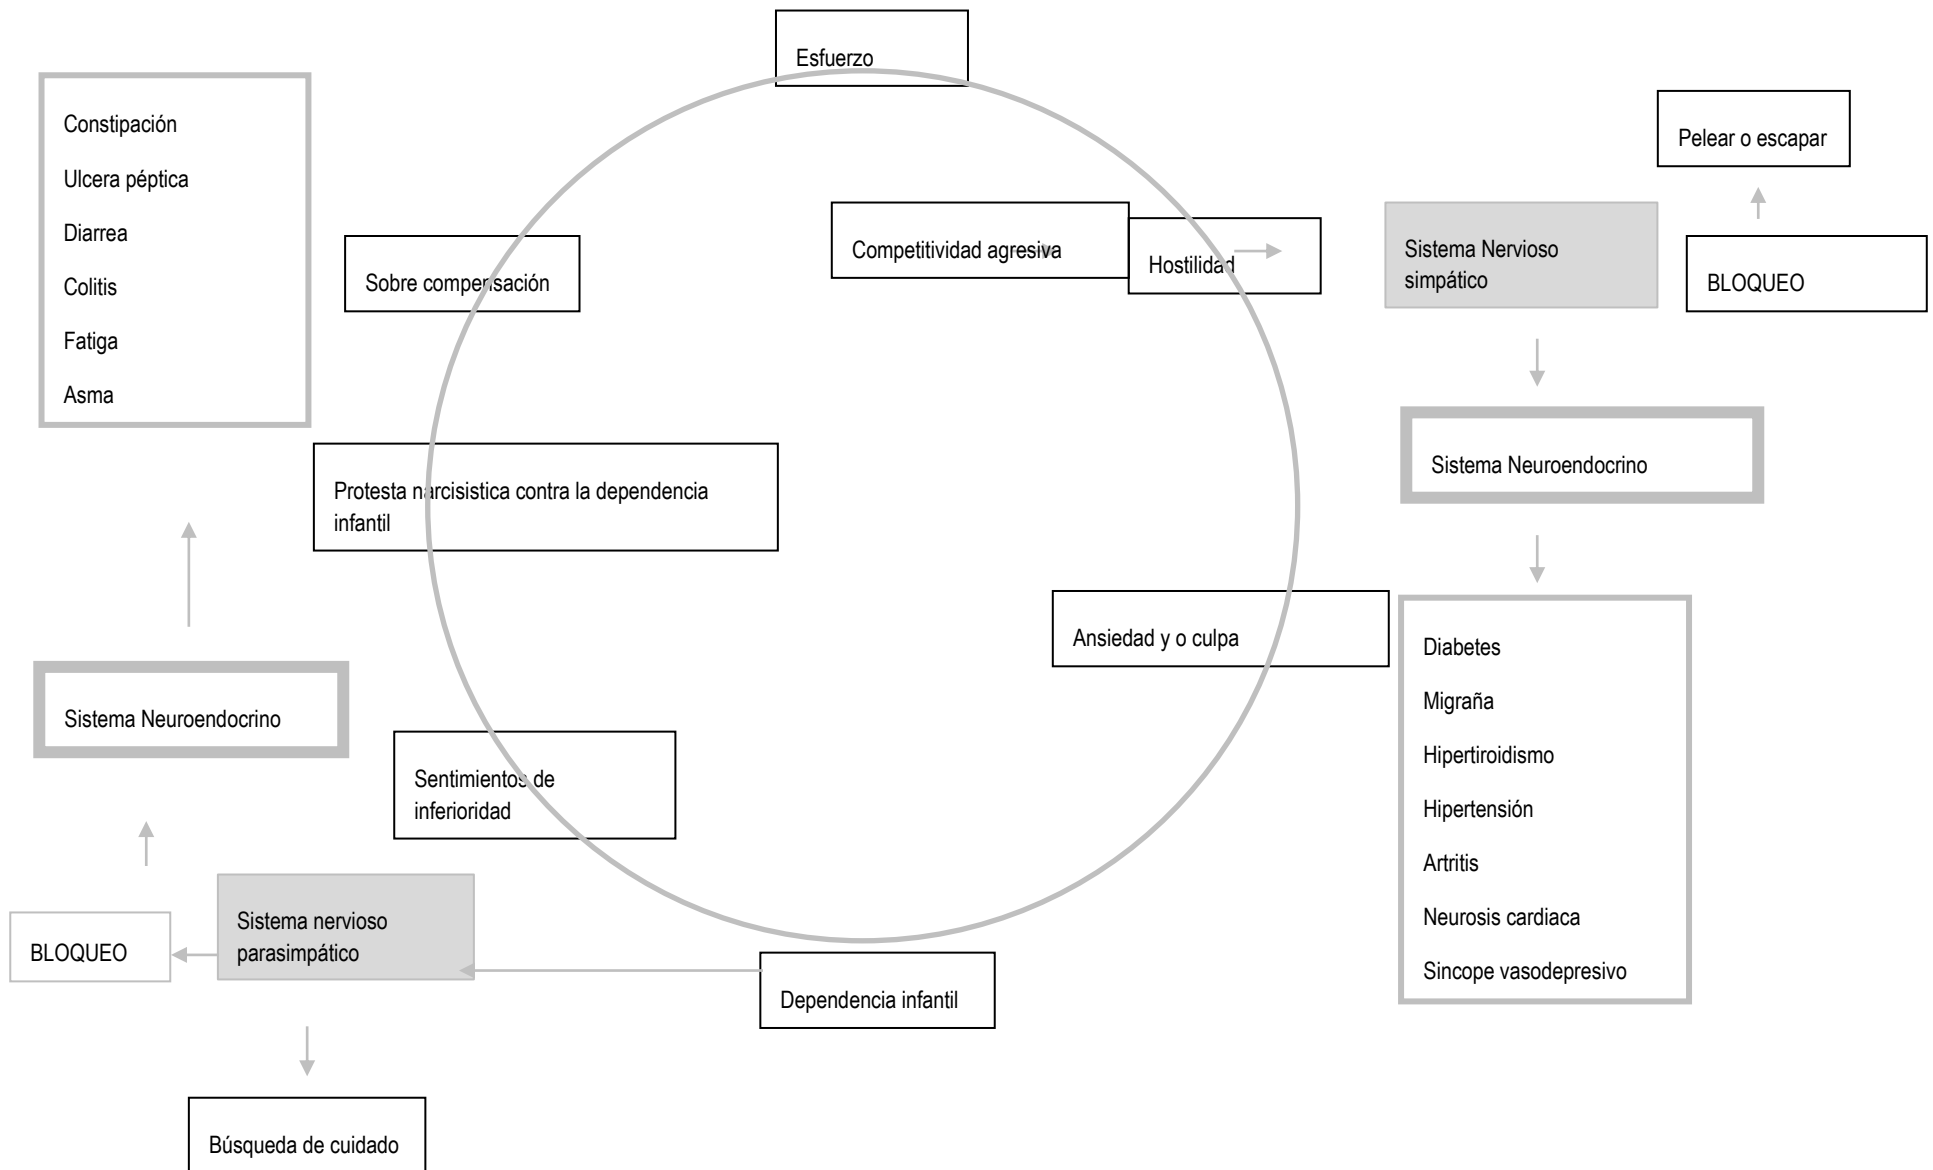 Esfuerzo
Constipación
Ulcera péptica
Diarrea
Colitis
Fatiga
Asma
Pelear o escapar
Sobre compensación
Competitividad agresiva
Hostilidad
Sistema Nervioso
simpático
BLOQUEO
Protesta narcisistica contra la dependencia
infantil
Sistema Neuroendocrino
Ansiedad y o culpa
Diabetes
Migraña
Hipertiroidismo
Hipertensión
Artritis
Neurosis cardiaca
Sincope vasodepresivo
Sistema Neuroendocrino
Sentimientos de
inferioridad
BLOQUEO
Sistema nervioso
parasimpático
Dependencia infantil
Búsqueda de cuidado